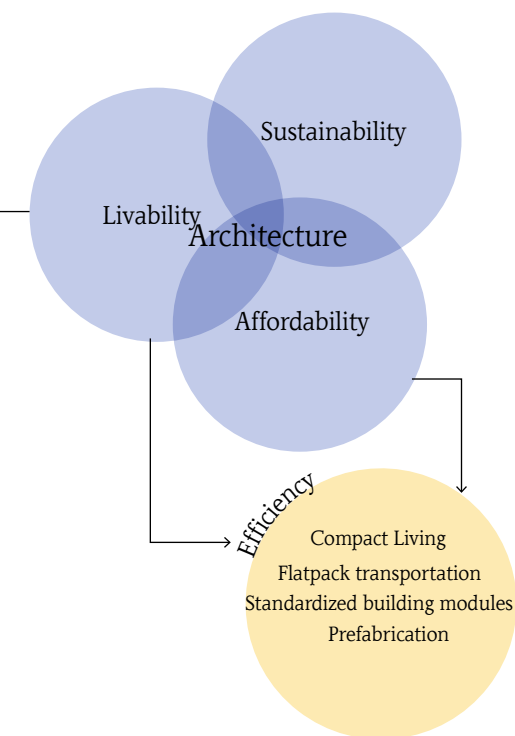 Sustainability
Livability
Architecture
Affordability
Efficiency
Compact Living
Flatpack transportation
Standardized building modules
Prefabrication